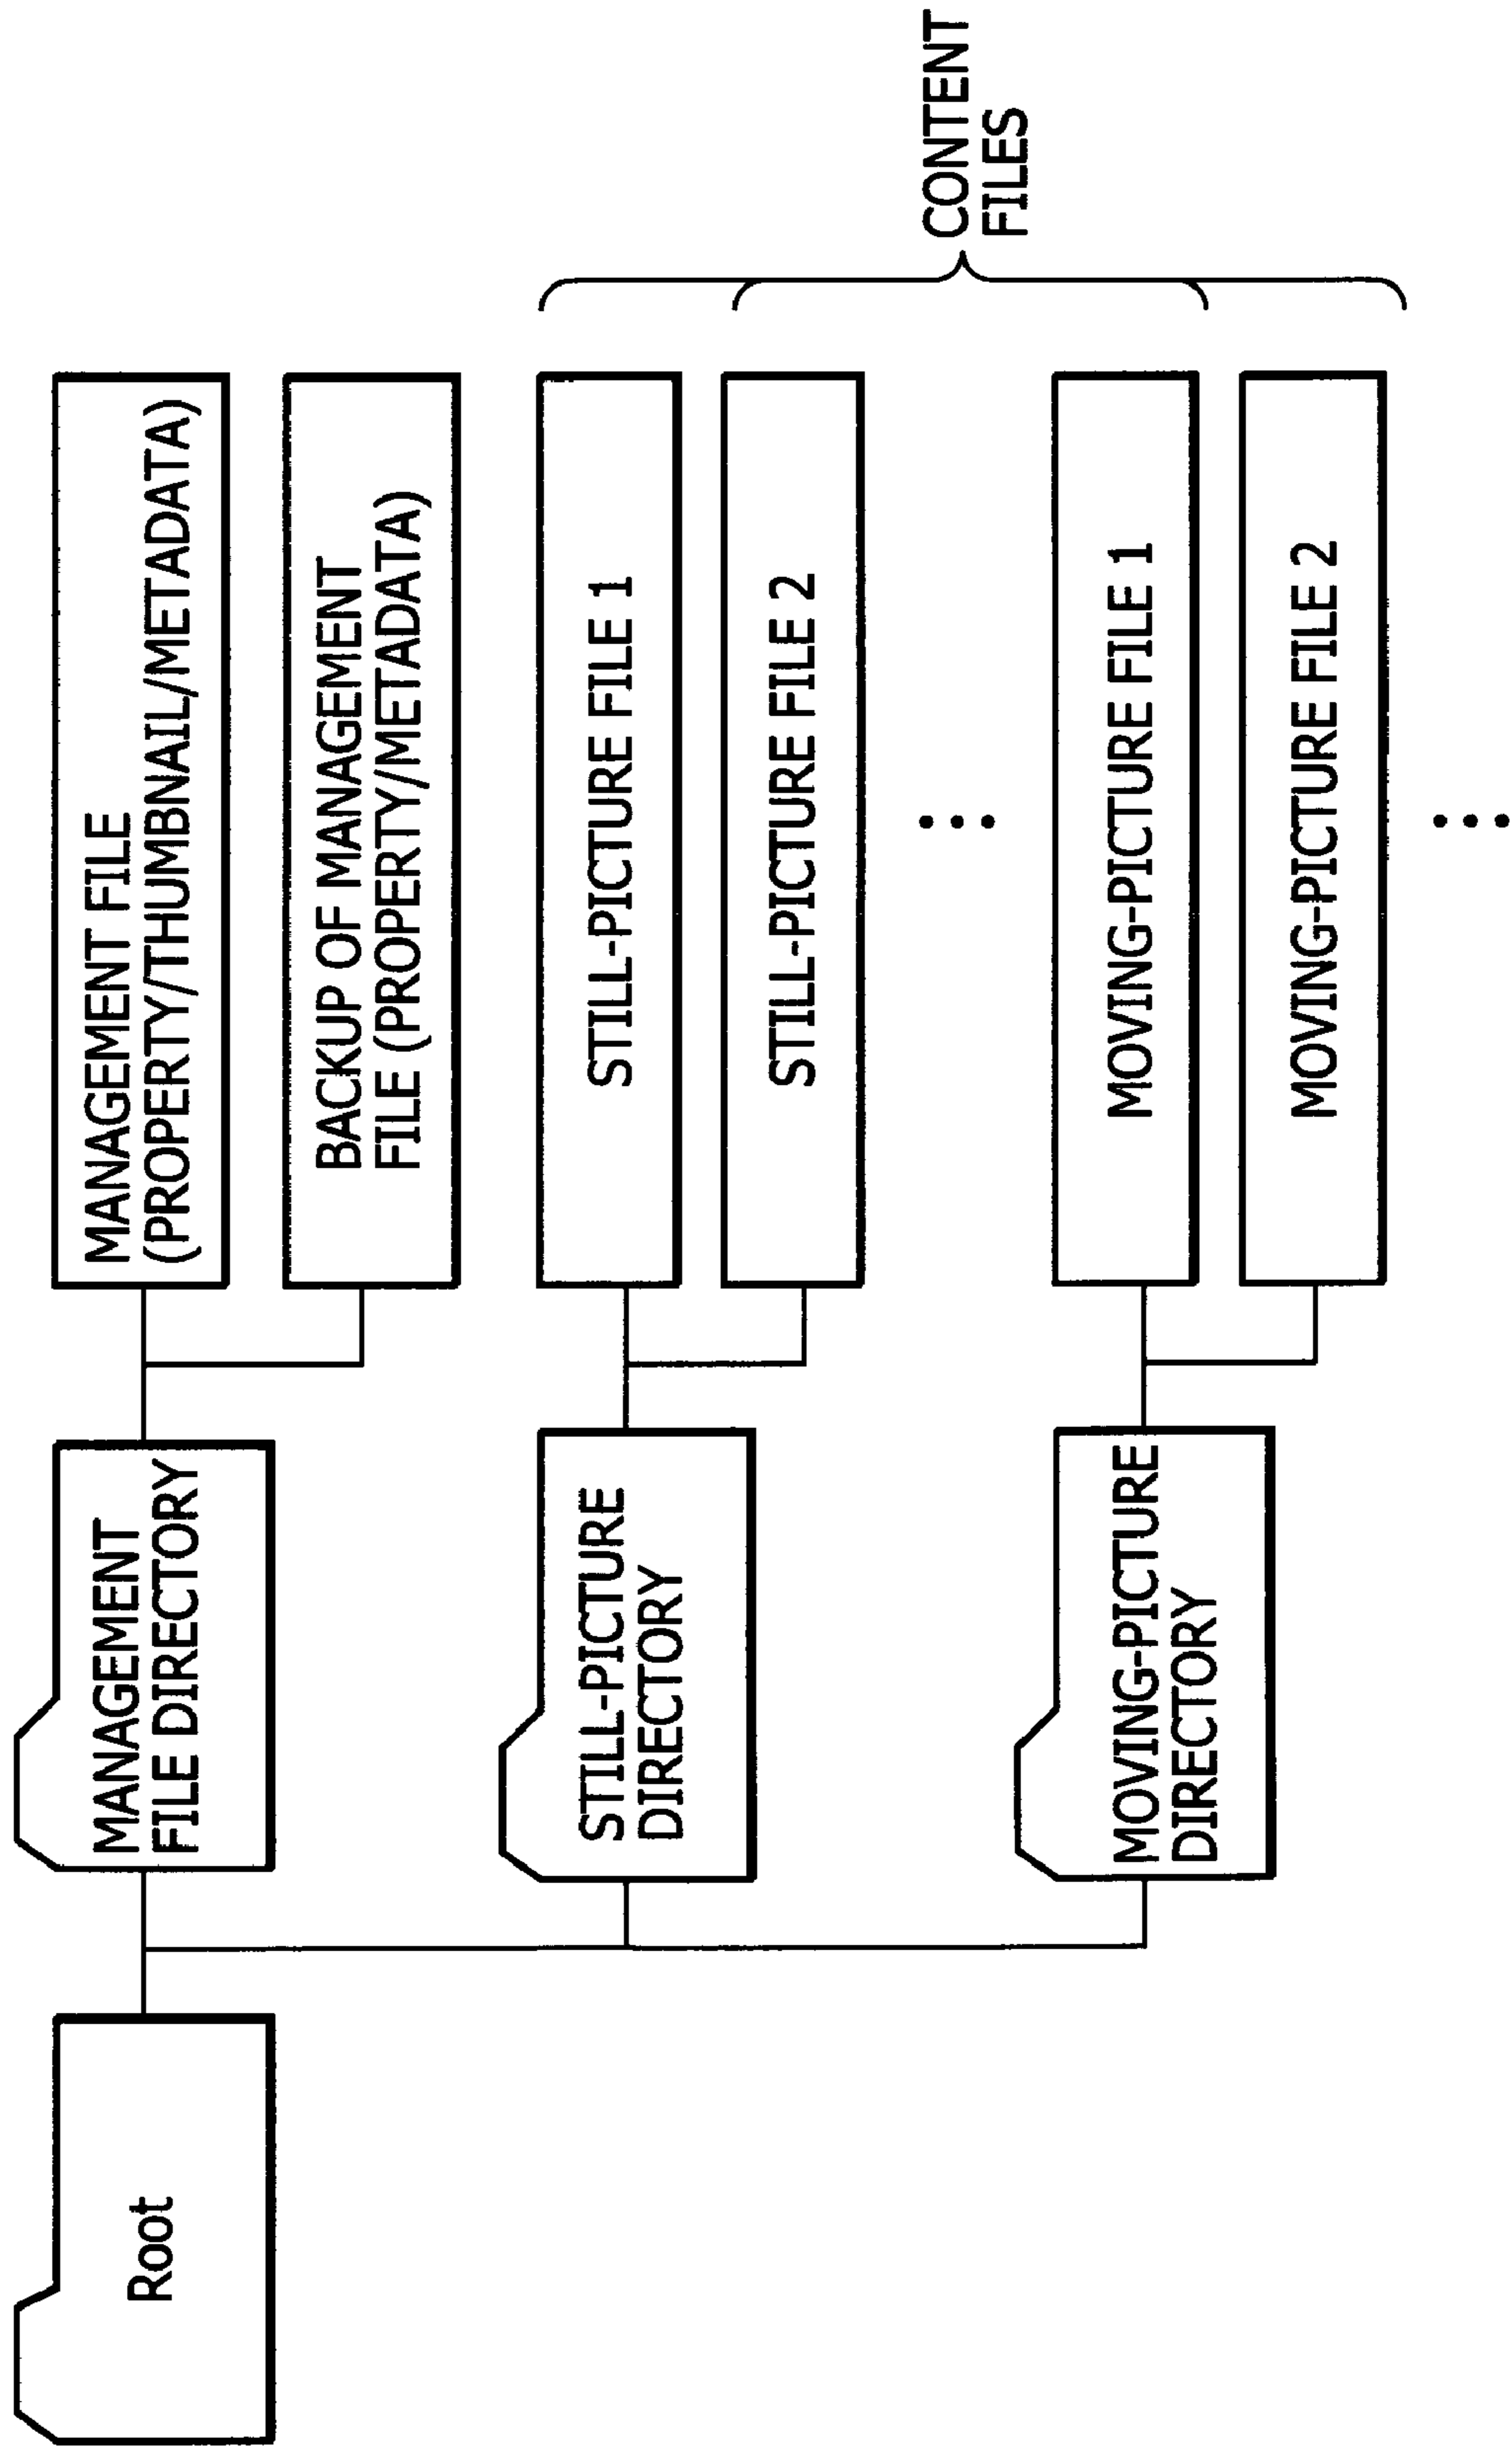 Root
MANAGEMENT
FILE DIRECTORY
MANAGEMENT FILE
(PROPERTY/THUMBNAIL/METADATA)
BACKUP OF MANAGEMENT
FILE (PROPERTY/METADATA)
STILL-PICTURE
DIRECTORY
STILL-PICTURE FILE 1
STILL-PICTURE FILE 2
MOVING-PICTURE
DIRECTORY
MOVING-PICTURE FILE 1
MOVING-PICTURE FILE 2
CONTENT
FILES